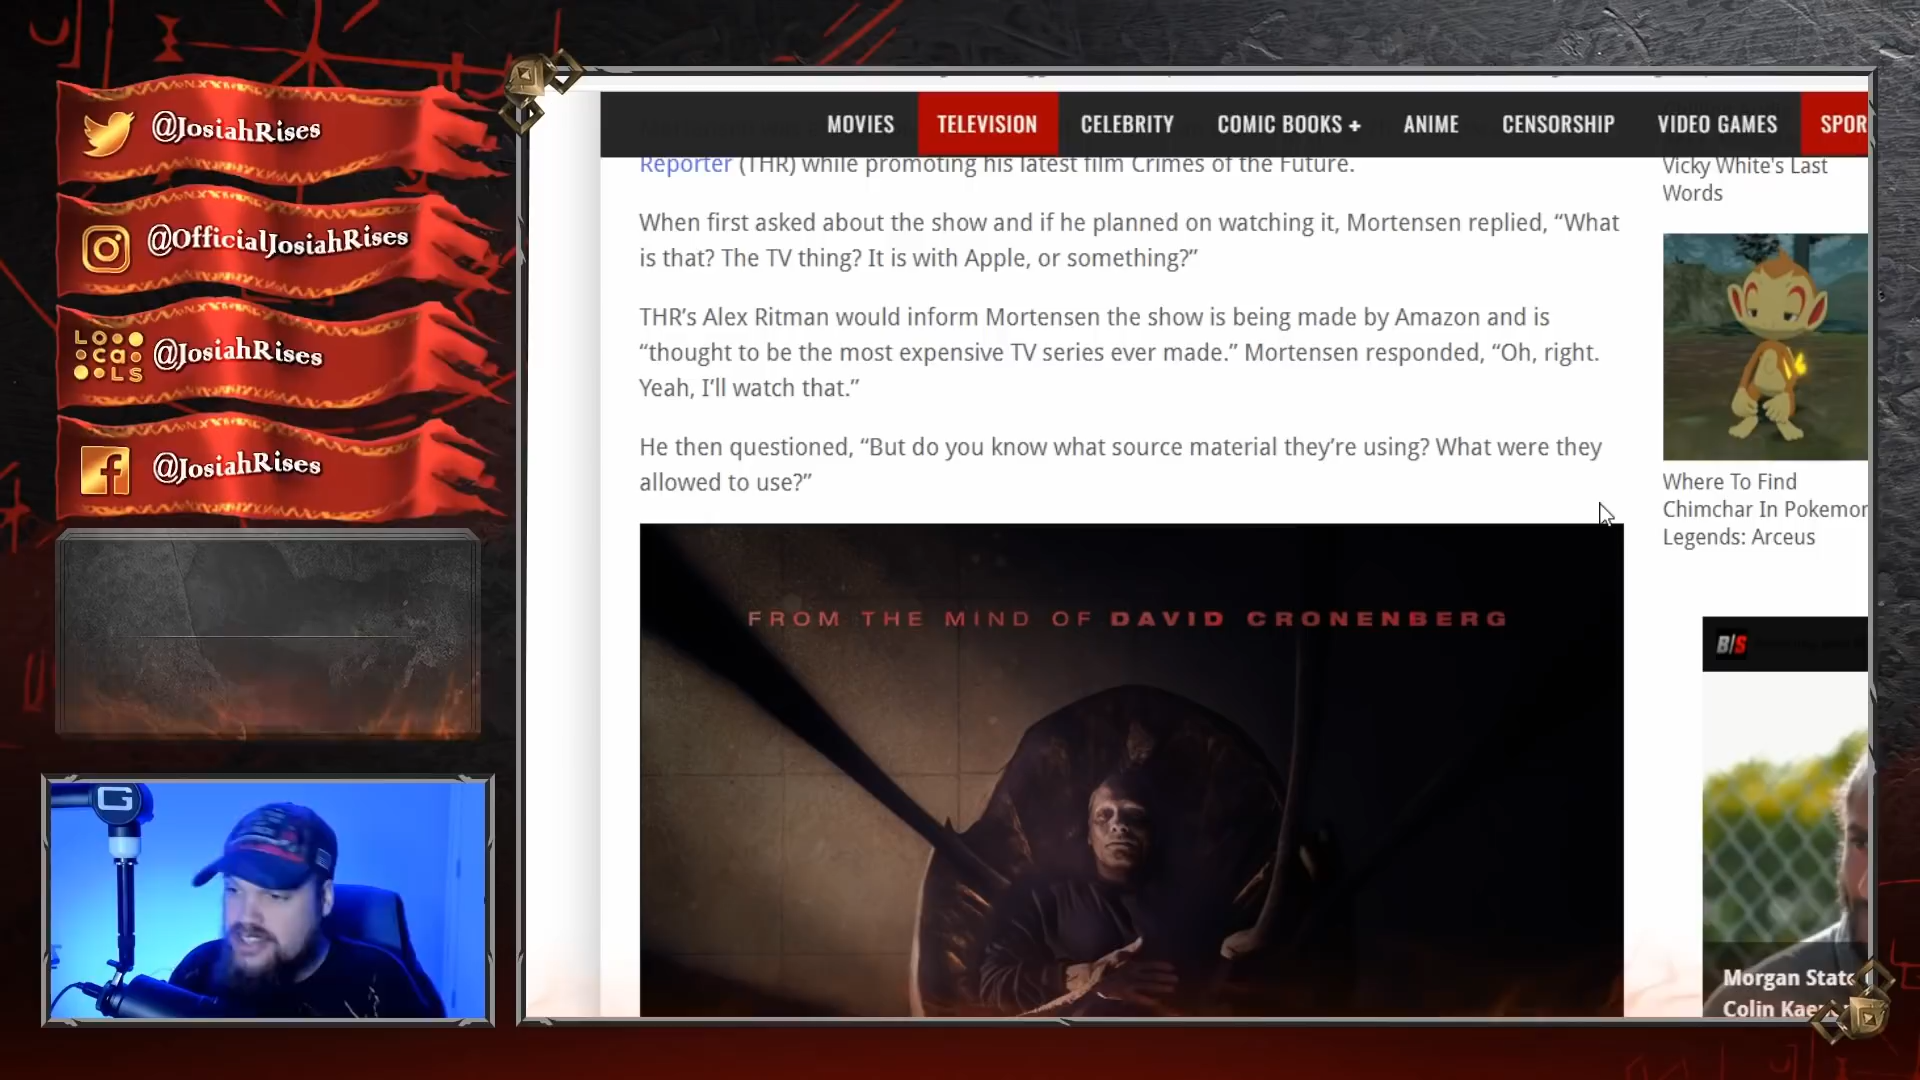 @JosiahRises
@OfficialJosiahRises
LOcaLS
@JosiahRises
@JosiahRises
MOVIES TELEVISION CELEBRITY COMIC BOOKS + ANIME CENSORSHIP VIDEO GAMES SPOR
Reporter (THR) while promoting his latest film Crimes of the Future.
When first asked about the show and if he planned on watching it, Mortensen replied, “What
is that? The TV thing? It is with Apple, or something?”
THR’s Alex Ritman would inform Mortensen the show is being made by Amazon and is
“thought to be the most expensive TV series ever made.” Mortensen responded, “Oh, right.
Yeah, I’ll watch that.”
He then questioned, “But do you know what source material they’re using? What were they
allowed to use?”
FROM THE MIND OF DAVID CRONENBERG
Vicky White's Last
Words
Where To Find
Chimchar In Pokemon
Legends: Arceus
B/S
Morgan State
Colin Kae
G